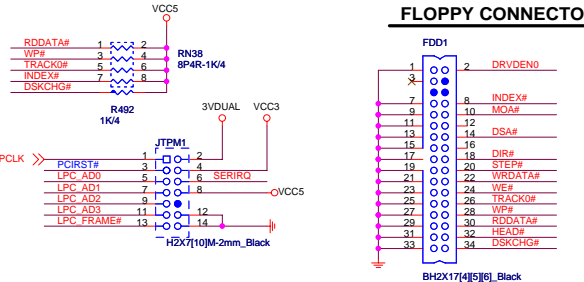 VCC5
FLOPPY CONNECTO
RDDATA# 1 2
WP# 3 4
TRACK0# 5 6
INDEX# 7 8
DSKCHG#
RN38
8P4R-1K/4
R492
1K/4
3VDUAL VCC3
JTPM1
PCLK 1 2
PCIRST# 3 4
LPC_AD0 5 6 SERIRQ
LPC_AD1 7 8 VCC5
LPC_AD2 9
LPC_AD3 11 12
LPC_FRAME# 13 14
H2X7[10]M-2mm_Black
FDD1
1 2 DRVDEN0
3
7 8 INDEX#
9 10 MOA#
11 12
13 14 DSA#
15 16
17 18 DIR#
19 20 STEP#
21 22 WRDATA#
23 24 WE#
25 26 TRACK0#
27 28 WP#
29 30 RDDATA#
31 32 HEAD#
33 34 DSKCHG#
BH2X17[4][5][6]_Black